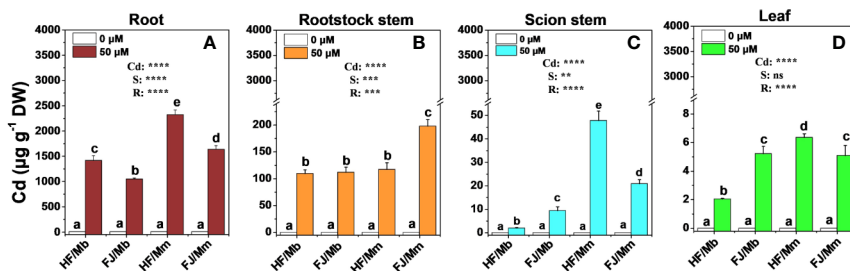 Root
Rootstock stem
Scion stem
Leaf
Cd (µg g⁻¹ DW)
A
0 µM
50 µM
Cd: ****
S: ****
R: ****
4000
3500
3000
2500
2000
1500
1000
500
0
a c a b a e a d
HF/Mb FJ/Mb HF/Mm FJ/Mm
B
0 µM
50 µM
Cd: ****
S: ***
R: ***
4000
3500
3000
200
150
100
50
0
a b a b a b a c
HF/Mb FJ/Mb HF/Mm FJ/Mm
C
0 µM
50 µM
Cd: ****
S: **
R: ****
4000
3500
3000
50
40
30
20
10
0
a b a c a e a d
HF/Mb FJ/Mb HF/Mm FJ/Mm
D
0 µM
50 µM
Cd: ****
S: ns
R: ****
4000
3500
3000
8
6
4
2
0
a b a c a d a c
HF/Mb FJ/Mb HF/Mm FJ/Mm